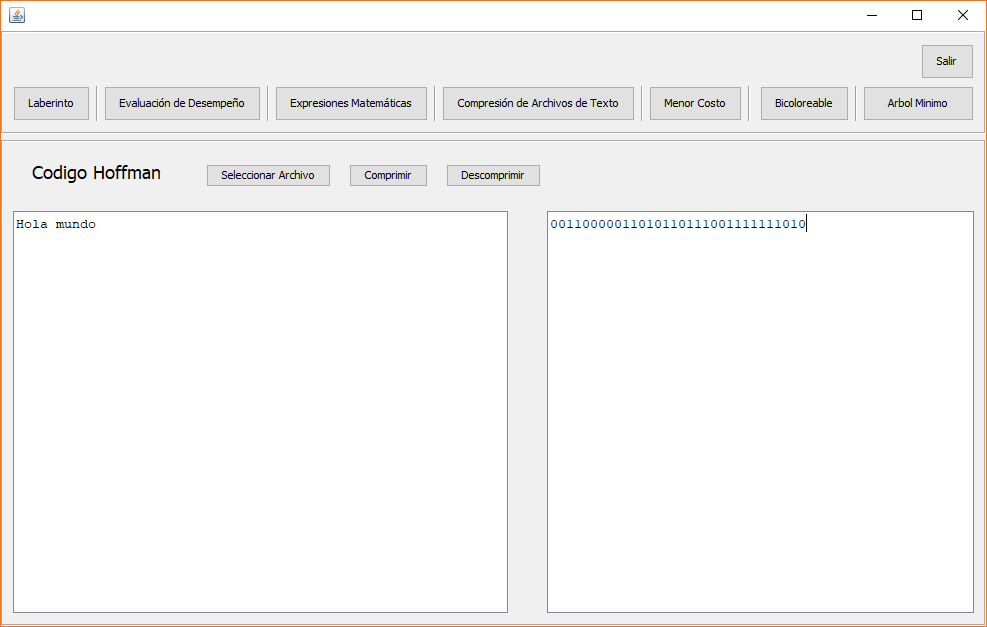 Salir
Laberinto
Evaluación de Desempeño
Expresiones Matemáticas
Compresión de Archivos de Texto
Menor Costo
Bicoloreable
Arbol Minimo
Codigo Hoffman
Seleccionar Archivo
Comprimir
Descomprimir
Hola mundo
00110000011010110111001111111010